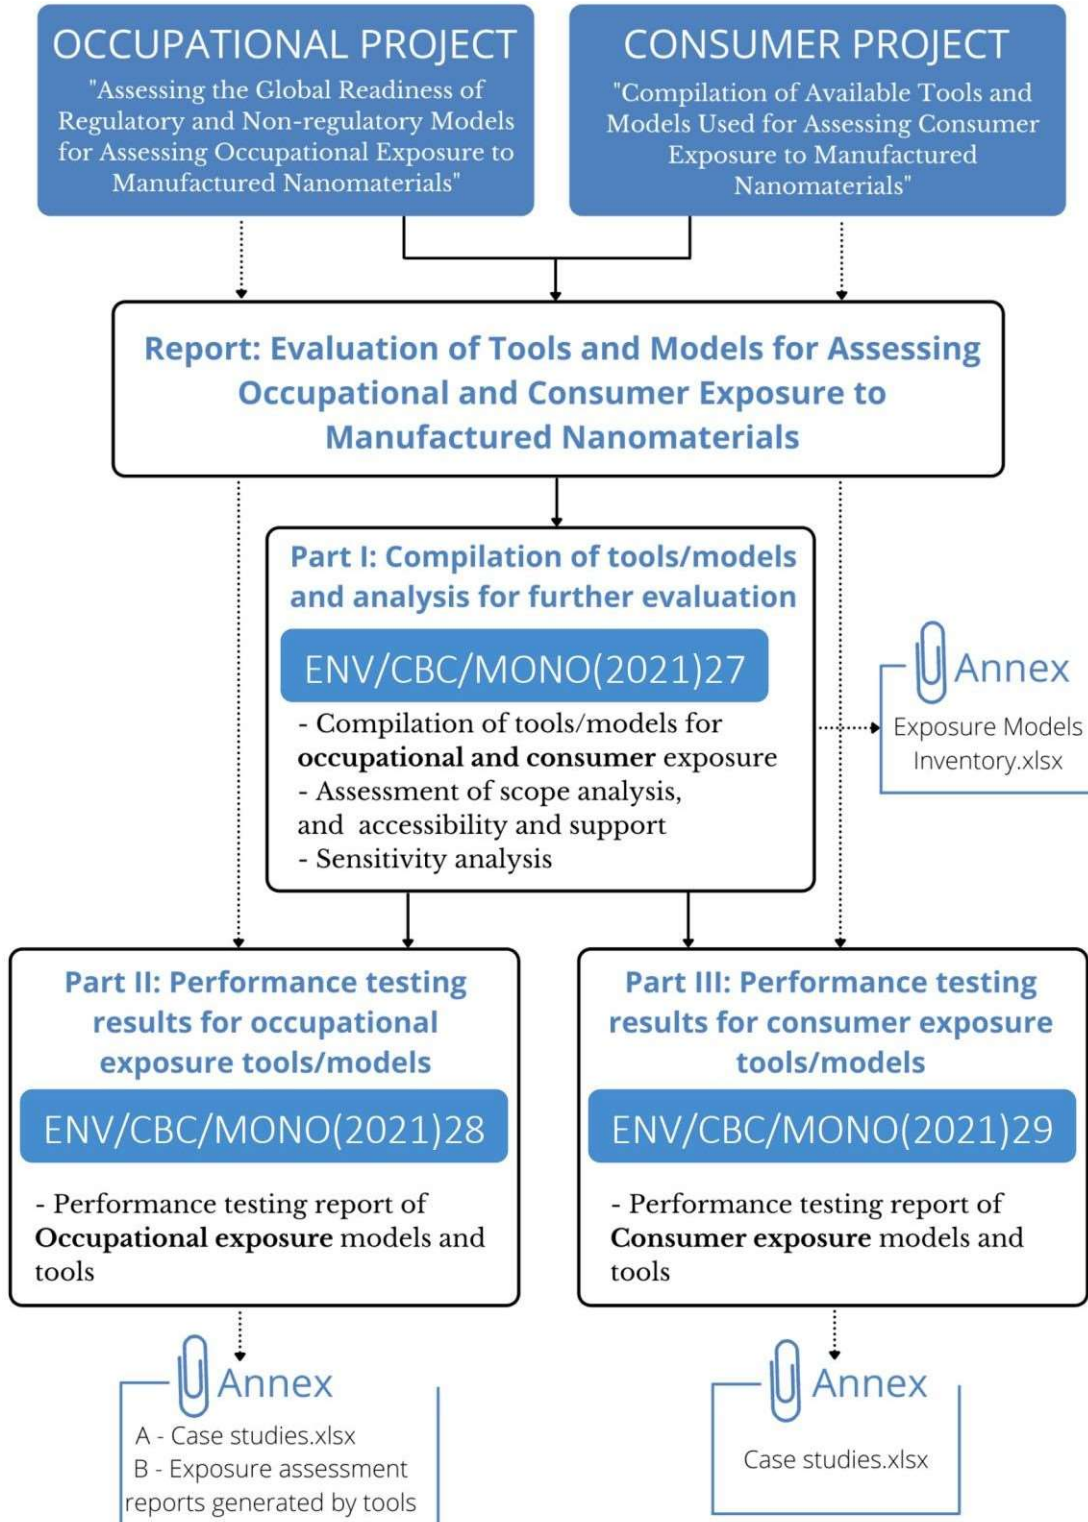 OCCUPATIONAL PROJECT
"Assessing the Global Readiness of
Regulatory and Non-regulatory Models
for Assessing Occupational Exposure to
Manufactured Nanomaterials"
CONSUMER PROJECT
"Compilation of Available Tools and
Models Used for Assessing Consumer
Exposure to Manufactured
Nanomaterials"
Report: Evaluation of Tools and Models for Assessing
Occupational and Consumer Exposure to
Manufactured Nanomaterials
Part I: Compilation of tools/models
and analysis for further evaluation
ENV/CBC/MONO(2021)27
- Compilation of tools/models for
occupational and consumer exposure
- Assessment of scope analysis,
and accessibility and support
- Sensitivity analysis
Annex
Exposure Models
Inventory.xlsx
Part II: Performance testing
results for occupational
exposure tools/models
ENV/CBC/MONO(2021)28
- Performance testing report of
Occupational exposure models and
tools
Part III: Performance testing
results for consumer exposure
tools/models
ENV/CBC/MONO(2021)29
- Performance testing report of
Consumer exposure models and
tools
Annex
A - Case studies.xlsx
B - Exposure assessment
reports generated by tools
Annex
Case studies.xlsx